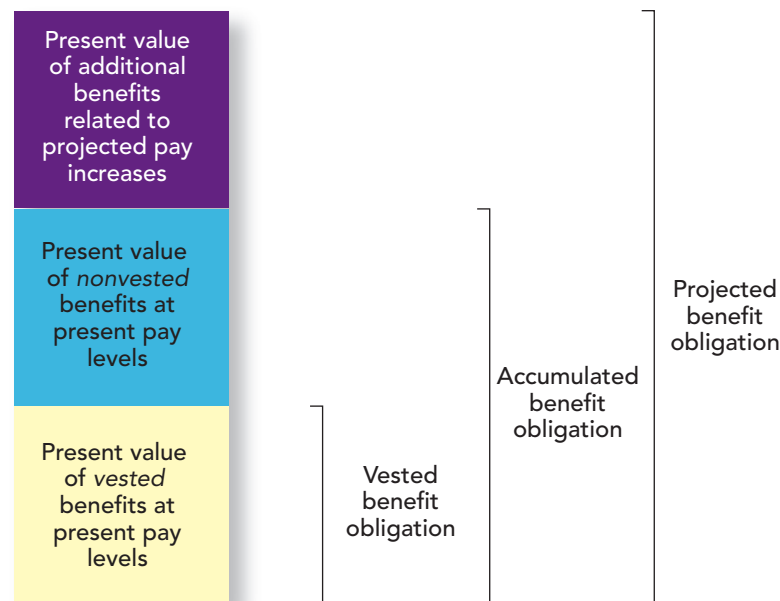 Present value
of additional
benefits
related to
projected pay
increases
Present value
of nonvested
benefits at
present pay
levels
Present value
of vested
benefits at
present pay
levels
Vested
benefit
obligation
Accumulated
benefit
obligation
Projected
benefit
obligation